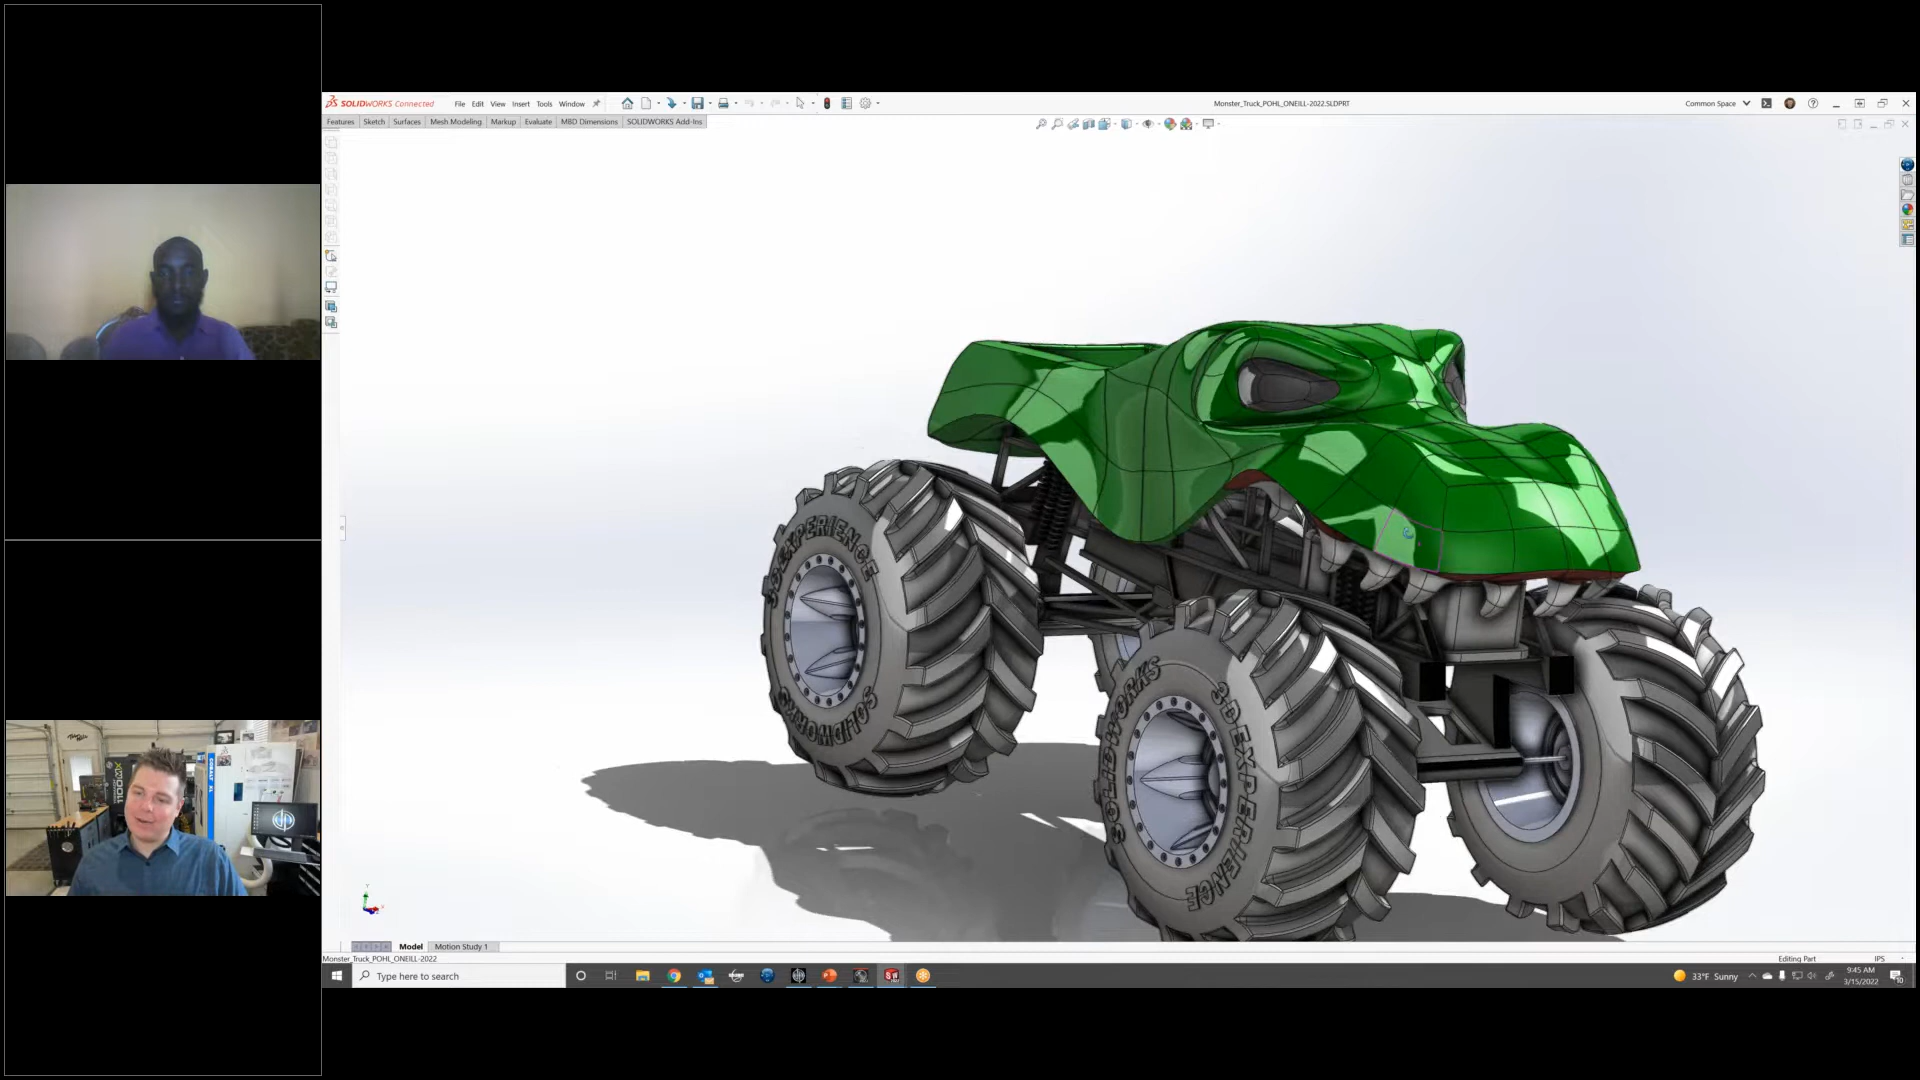 SOLIDWORKS Connected File Edit View Insert Tools Window Monster_Truck_POHL_ONEILL-2022.SLDPRT Common Space
Features Sketch Surfaces Mesh Modeling Markup Evaluate MBD Dimensions SOLIDWORKS Add-Ins
3DEXPERIENCE
SOLIDWORKS
SOLIDWORKS
3DEXPERIENCE
Model Motion Study 1
Monster_Truck_POHL_ONEILL-2022 Editing Part IPS
Type here to search 33°F Sunny 9:45 AM
3/15/2022